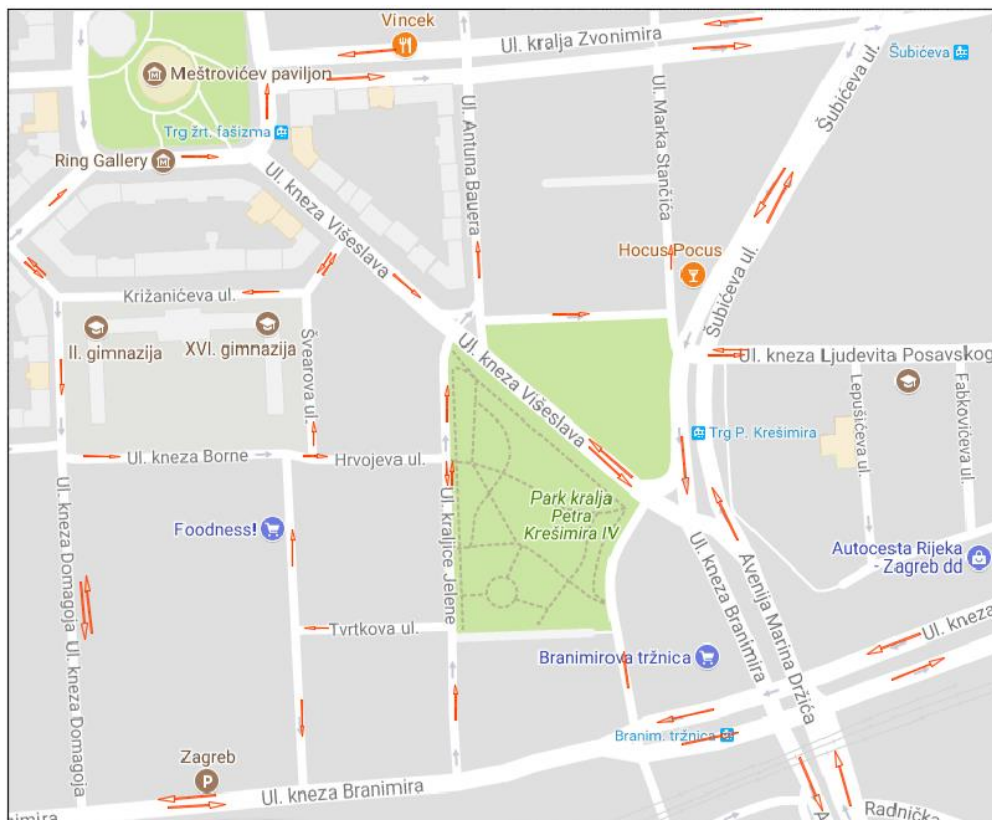 Vincek
Ul. kralja Zvonimira
Šubićeva
Meštrovićev paviljon
Šubićeva ul.
Ul. Marka Stančića
Ul. Antuna Bauera
Trg žrt. fašizma
Ring Gallery
Ul. kneza Višeslava
Hocus Pocus
Šubićeva ul.
Križanićeva ul.
II. gimnazija
XVI. gimnazija
Švearova ul.
Ul. kneza Višeslava
Ul. kneza Ljudevita Posavskog
Lepušićeva ul.
Fabkovićeva ul.
Trg P. Krešimira
Ul. kneza Borne
Hrvojeva ul.
Ul. kraljice Jelene
Park kralja
Petra
Krešimira IV
Foodness!
Ul. kneza Domagoja
Ul. kneza Domagoja
Autocesta Rijeka
- Zagreb dd
Ul. kneza Branimira
Avenija Marina Držića
Tvrtkova ul.
Ul. kneza
Branimirova tržnica
Branim. tržnica
Zagreb
P
Ul. kneza Branimira
nimira
Radnička
A